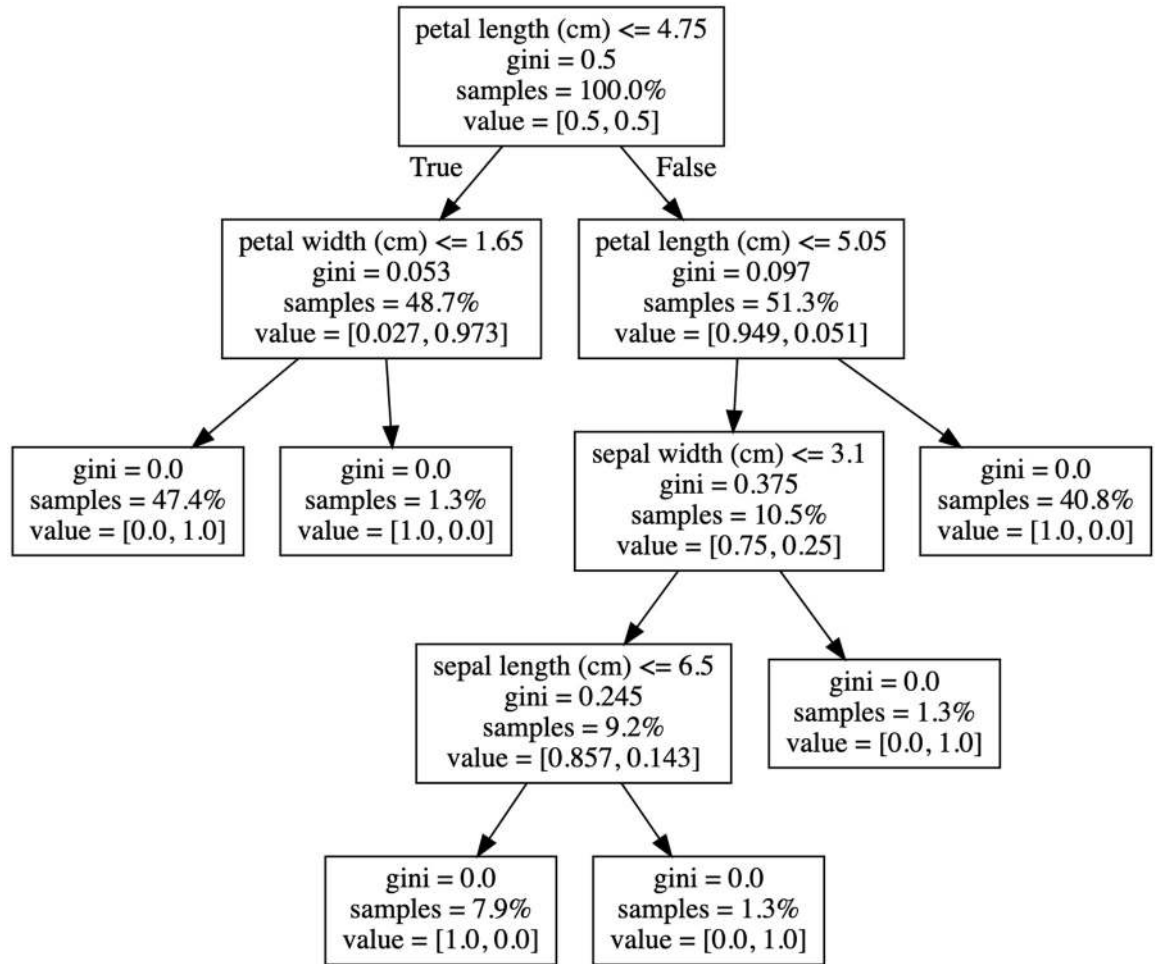 petal length (cm) <= 4.75
gini = 0.5
samples = 100.0%
value = [0.5, 0.5]
True
False
petal width (cm) <= 1.65
gini = 0.053
samples = 48.7%
value = [0.027, 0.973]
petal length (cm) <= 5.05
gini = 0.097
samples = 51.3%
value = [0.949, 0.051]
gini = 0.0
samples = 47.4%
value = [0.0, 1.0]
gini = 0.0
samples = 1.3%
value = [1.0, 0.0]
sepal width (cm) <= 3.1
gini = 0.375
samples = 10.5%
value = [0.75, 0.25]
gini = 0.0
samples = 40.8%
value = [1.0, 0.0]
sepal length (cm) <= 6.5
gini = 0.245
samples = 9.2%
value = [0.857, 0.143]
gini = 0.0
samples = 1.3%
value = [0.0, 1.0]
gini = 0.0
samples = 7.9%
value = [1.0, 0.0]
gini = 0.0
samples = 1.3%
value = [0.0, 1.0]